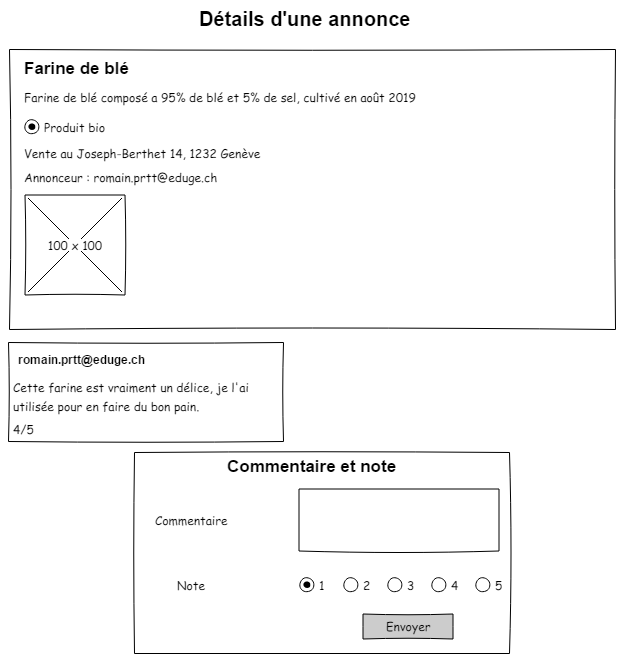 Détails d'une annonce
Farine de blé
Farine de blé composé a 95% de blé et 5% de sel, cultivé en août 2019
Produit bio
Vente au Joseph-Berthet 14, 1232 Genève
Annonceur : romain.prtt@eduge.ch
100 x 100
romain.prtt@eduge.ch
Cette farine est vraiment un délice, je l'ai
utilisée pour en faire du bon pain.
4/5
Commentaire et note
Commentaire
Note 1 2 3 4 5
Envoyer